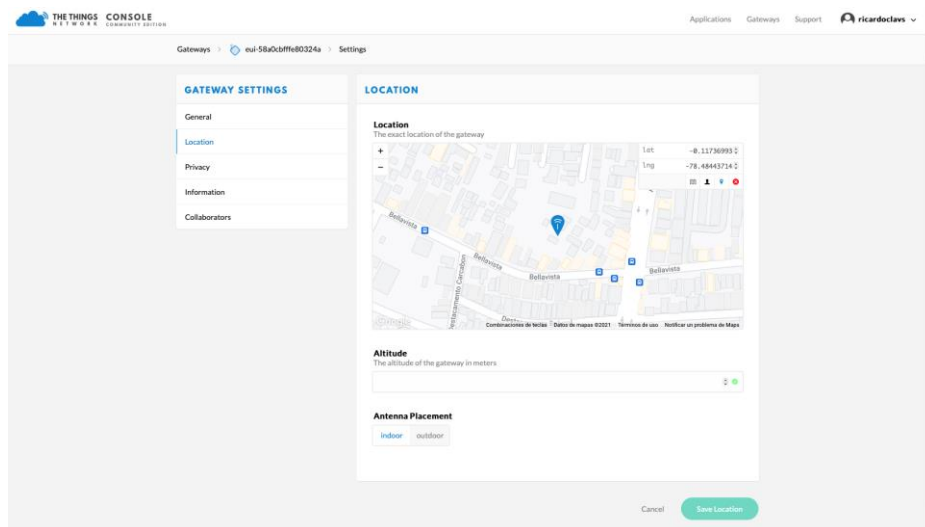 THE THINGS NETWORK CONSOLE COMMUNITY EDITION
Applications Gateways Support ricardoclavs
Gateways eui-58a0cbfffe80324a Settings
GATEWAY SETTINGS
General
Location
Privacy
Information
Collaborators
LOCATION
Location
The exact location of the gateway
+
−
lat -0.11736993
lng -78.48443714
Bellavista
Bellavista
Bellavista
Bellavista
Destacamento Carcabon
Google
Combinaciones de teclas Datos de mapas ©2021 Términos de uso Notificar un problema de Maps
Altitude
The altitude of the gateway in meters
Antenna Placement
indoor outdoor
Cancel Save Location